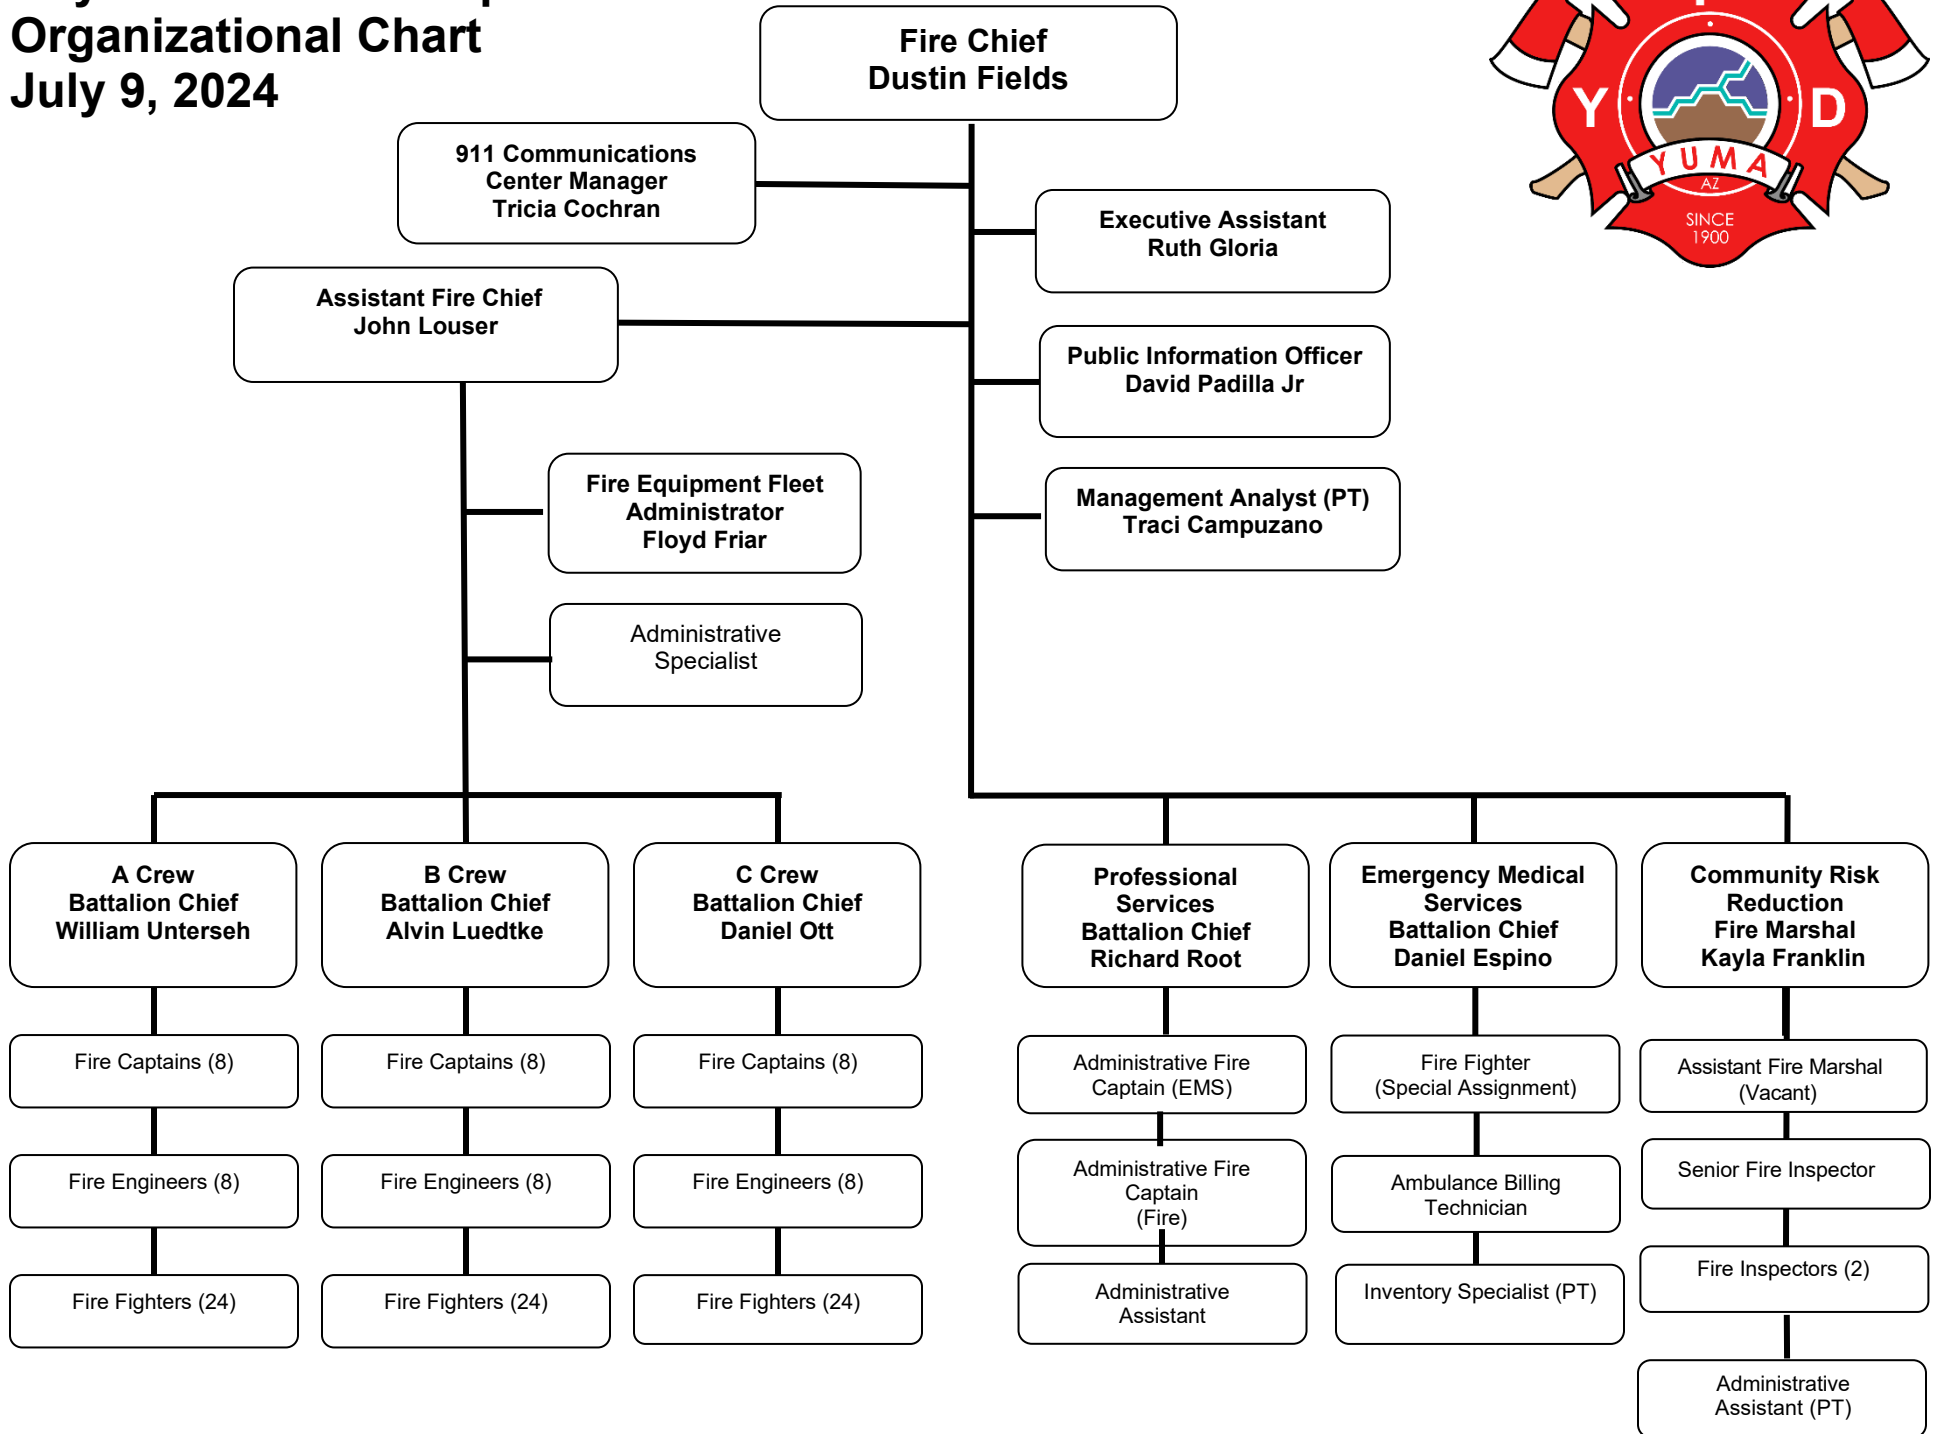 Organizational Chart
July 9, 2024
Fire Chief
Dustin Fields
Y
D
YUMA
AZ
SINCE
1900
911 Communications
Center Manager
Tricia Cochran
Executive Assistant
Ruth Gloria
Assistant Fire Chief
John Louser
Public Information Officer
David Padilla Jr
Fire Equipment Fleet
Administrator
Floyd Friar
Management Analyst (PT)
Traci Campuzano
Administrative
Specialist
A Crew
Battalion Chief
William Unterseh
B Crew
Battalion Chief
Alvin Luedtke
C Crew
Battalion Chief
Daniel Ott
Professional
Services
Battalion Chief
Richard Root
Emergency Medical
Services
Battalion Chief
Daniel Espino
Community Risk
Reduction
Fire Marshal
Kayla Franklin
Fire Captains (8)
Fire Captains (8)
Fire Captains (8)
Administrative Fire
Captain (EMS)
Fire Fighter
(Special Assignment)
Assistant Fire Marshal
(Vacant)
Fire Engineers (8)
Fire Engineers (8)
Fire Engineers (8)
Administrative Fire
Captain
(Fire)
Ambulance Billing
Technician
Senior Fire Inspector
Fire Fighters (24)
Fire Fighters (24)
Fire Fighters (24)
Administrative
Assistant
Inventory Specialist (PT)
Fire Inspectors (2)
Administrative
Assistant (PT)